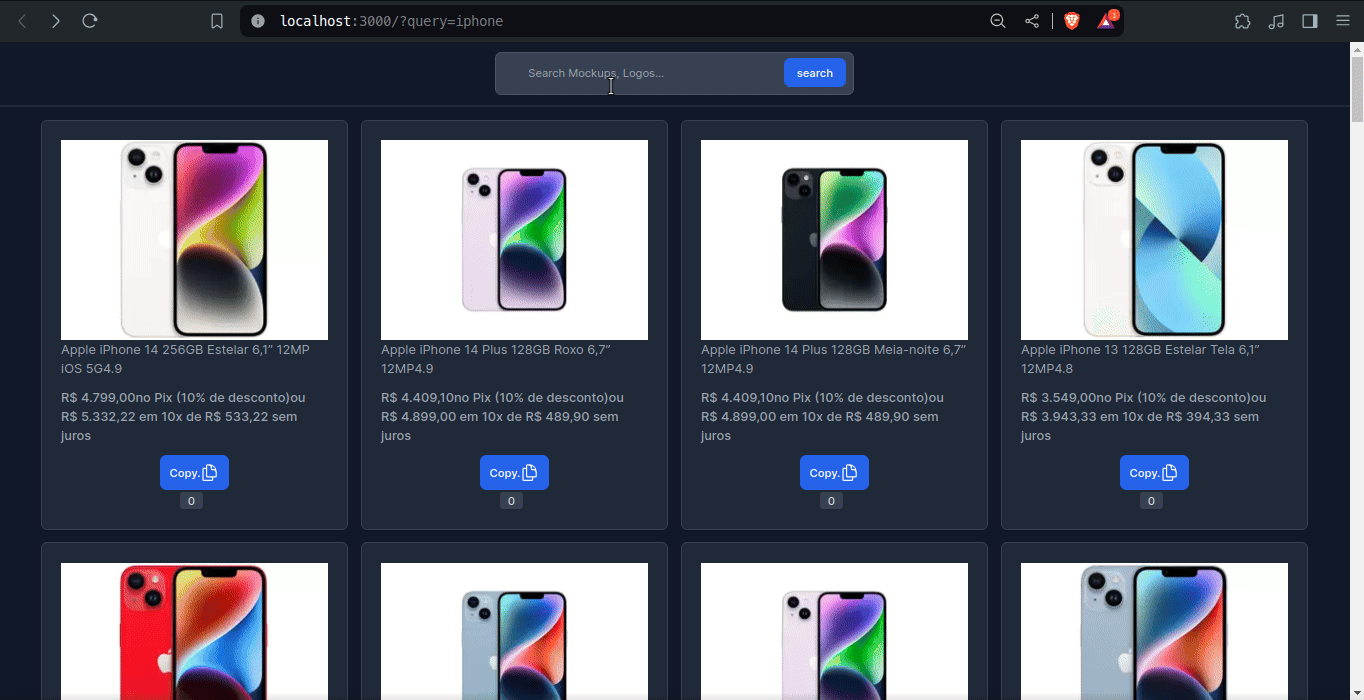 localhost:3000/?query=iphone
1
Search Mockups, Logos...
search
Apple iPhone 14 256GB Estelar 6,1” 12MP
iOS 5G4.9
R$ 4.799,00no Pix (10% de desconto)ou
R$ 5.332,22 em 10x de R$ 533,22 sem
juros
Copy.
0
Apple iPhone 14 Plus 128GB Roxo 6,7”
12MP4.9
R$ 4.409,10no Pix (10% de desconto)ou
R$ 4.899,00 em 10x de R$ 489,90 sem
juros
Copy.
0
Apple iPhone 14 Plus 128GB Meia-noite 6,7”
12MP4.9
R$ 4.409,10no Pix (10% de desconto)ou
R$ 4.899,00 em 10x de R$ 489,90 sem
juros
Copy.
0
Apple iPhone 13 128GB Estelar Tela 6,1”
12MP4.8
R$ 3.549,00no Pix (10% de desconto)ou
R$ 3.943,33 em 10x de R$ 394,33 sem
juros
Copy.
0